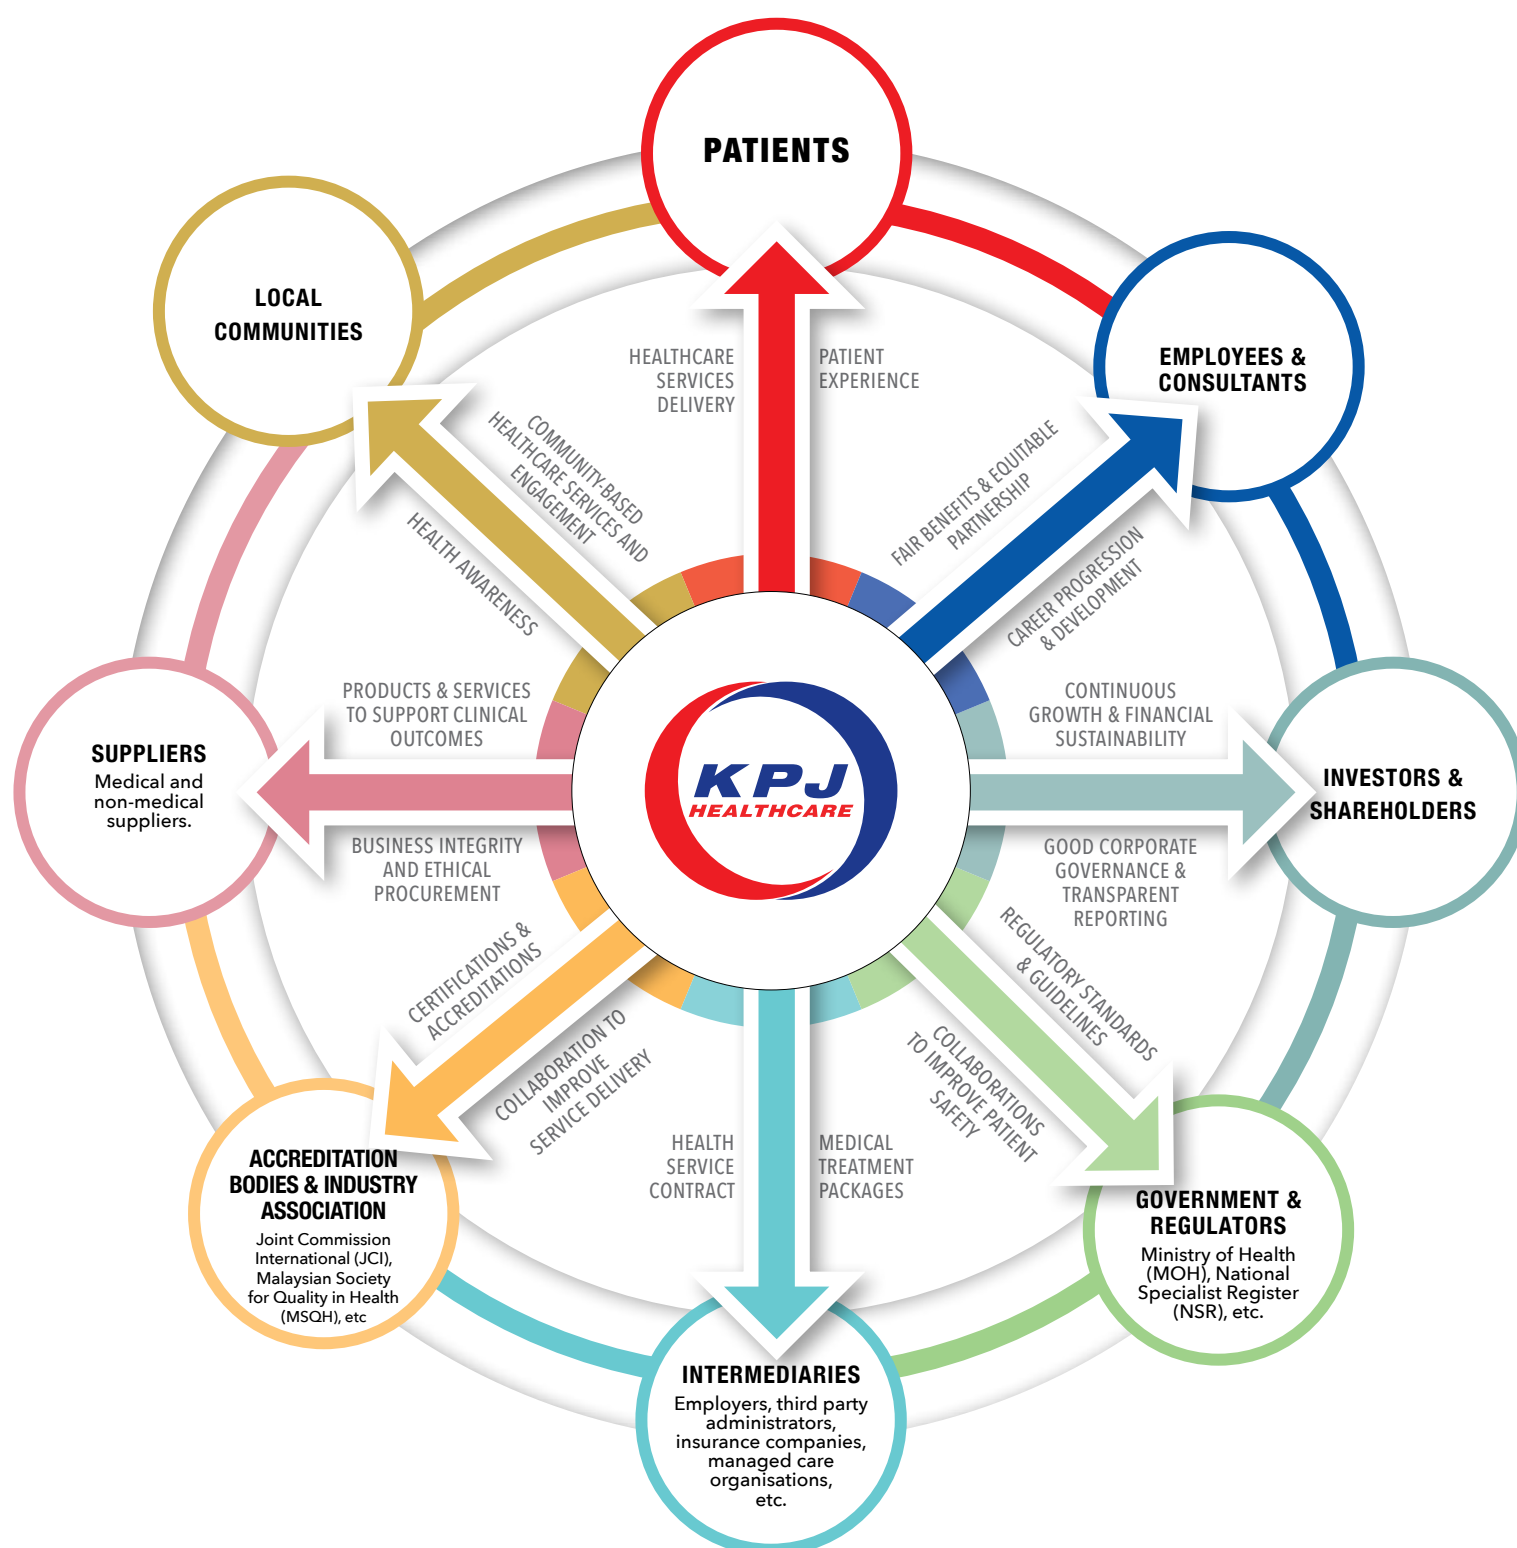 PATIENTS
LOCAL
COMMUNITIES
EMPLOYEES &
CONSULTANTS
HEALTHCARE
SERVICES
DELIVERY
PATIENT
EXPERIENCE
COMMUNITY-BASED
HEALTHCARE SERVICES AND
ENGAGEMENT
HEALTH AWARENESS
FAIR BENEFITS & EQUITABLE
PARTNERSHIP
CAREER PROGRESSION
& DEVELOPMENT
SUPPLIERS
Medical and
non-medical
suppliers.
PRODUCTS & SERVICES
TO SUPPORT CLINICAL
OUTCOMES
BUSINESS INTEGRITY
AND ETHICAL
PROCUREMENT
KPJ
HEALTHCARE
CONTINUOUS
GROWTH & FINANCIAL
SUSTAINABILITY
GOOD CORPORATE
GOVERNANCE &
TRANSPARENT
REPORTING
INVESTORS &
SHAREHOLDERS
CERTIFICATIONS &
ACCREDITATIONS
COLLABORATION TO
IMPROVE
SERVICE DELIVERY
REGULATORY STANDARDS
& GUIDELINES
COLLABORATIONS
TO IMPROVE PATIENT
SAFETY
HEALTH
SERVICE
CONTRACT
MEDICAL
TREATMENT
PACKAGES
ACCREDITATION
BODIES & INDUSTRY
ASSOCIATION
Joint Commission
International (JCI),
Malaysian Society
for Quality in Health
(MSQH), etc
GOVERNMENT &
REGULATORS
Ministry of Health
(MOH), National
Specialist Register
(NSR), etc.
INTERMEDIARIES
Employers, third party
administrators,
insurance companies,
managed care
organisations,
etc.